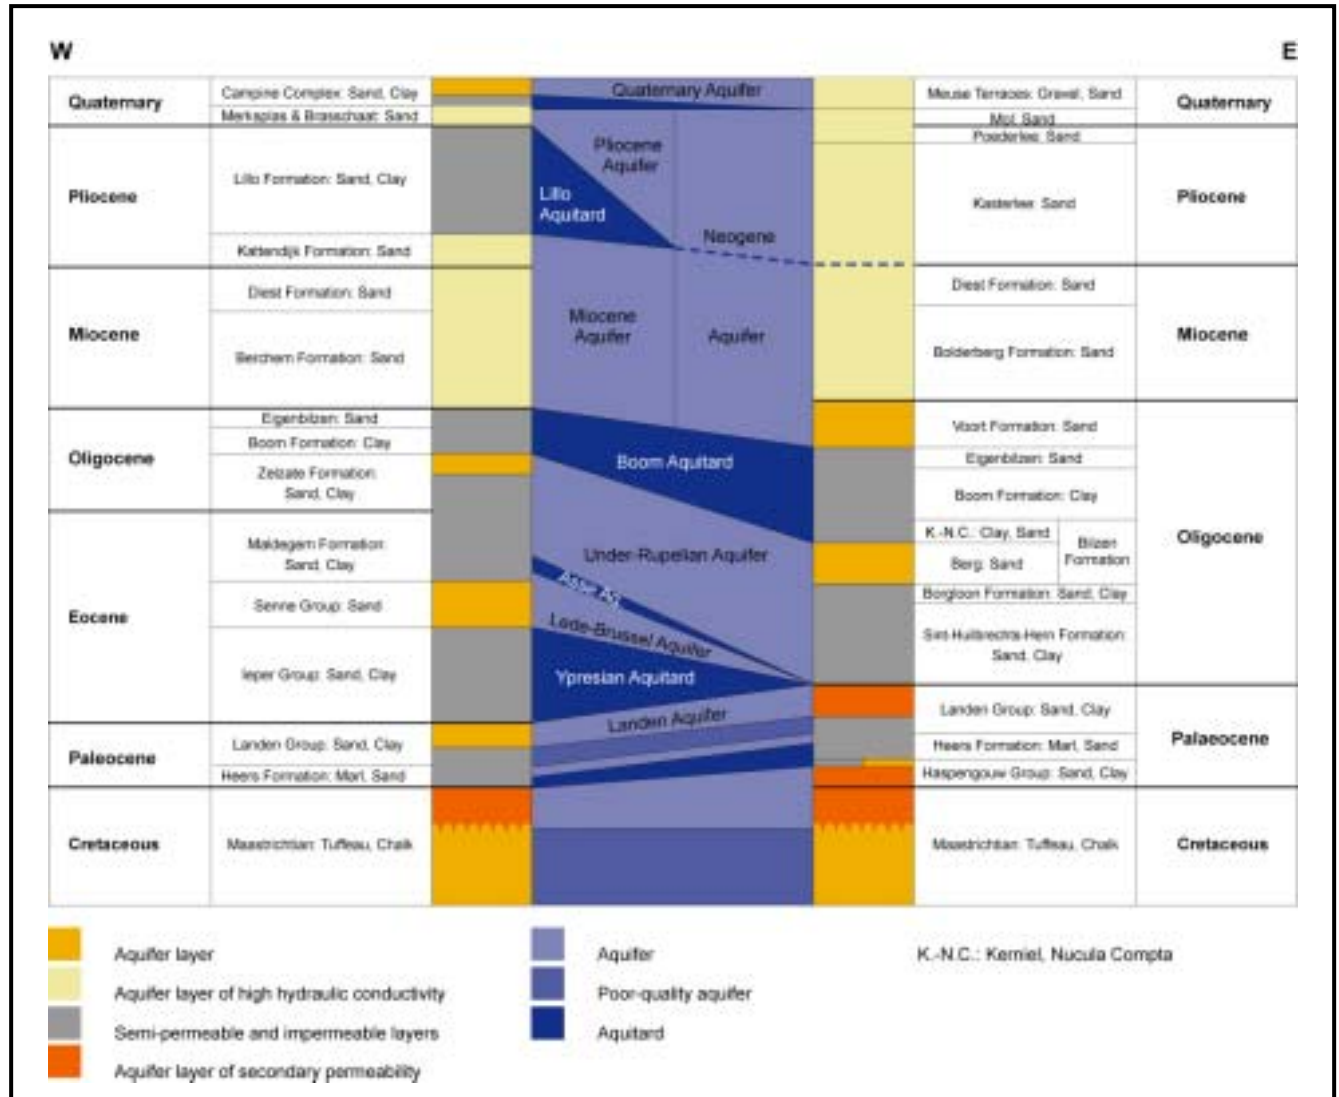 W
E
Quaternary
Campine Complex: Sand, Clay
Merksplas & Brasschaat: Sand
Quaternary Aquifer
Meuse Terraces: Gravel, Sand
Mol: Sand
Quaternary
Pliocene
Lillo Formation: Sand, Clay
Kattendijk Formation: Sand
Pliocene
Aquifer
Lillo
Aquitard
Neogene
Poederlee: Sand
Kasterlee: Sand
Pliocene
Miocene
Diest Formation: Sand
Berchem Formation: Sand
Miocene
Aquifer
Aquifer
Diest Formation: Sand
Bolderberg Formation: Sand
Miocene
Oligocene
Eigenbilzen: Sand
Boom Formation: Clay
Zelzate Formation:
Sand, Clay
Boom Aquitard
Voort Formation: Sand
Eigenbilzen: Sand
Boom Formation: Clay
K.-N.C.: Clay, Sand
Berg: Sand
Bilzen
Formation
Borgloon Formation: Sand, Clay
Sint-Huibrechts-Hern Formation:
Sand, Clay
Oligocene
Eocene
Maldegem Formation:
Sand, Clay
Senne Group: Sand
Ieper Group: Sand, Clay
Under-Rupelian Aquifer
Asse Aq.
Lede-Brussel Aquifer
Ypresian Aquitard
Paleocene
Landen Group: Sand, Clay
Heers Formation: Marl, Sand
Landen Aquifer
Landen Group: Sand, Clay
Heers Formation: Marl, Sand
Haspengouw Group: Sand, Clay
Palaeocene
Cretaceous
Maastrichtian: Tuffeau, Chalk
Maastrichtian: Tuffeau, Chalk
Cretaceous
Aquifer layer
Aquifer layer of high hydraulic conductivity
Semi-permeable and impermeable layers
Aquifer layer of secondary permeability
Aquifer
Poor-quality aquifer
Aquitard
K.-N.C.: Kerniel, Nucula Compta